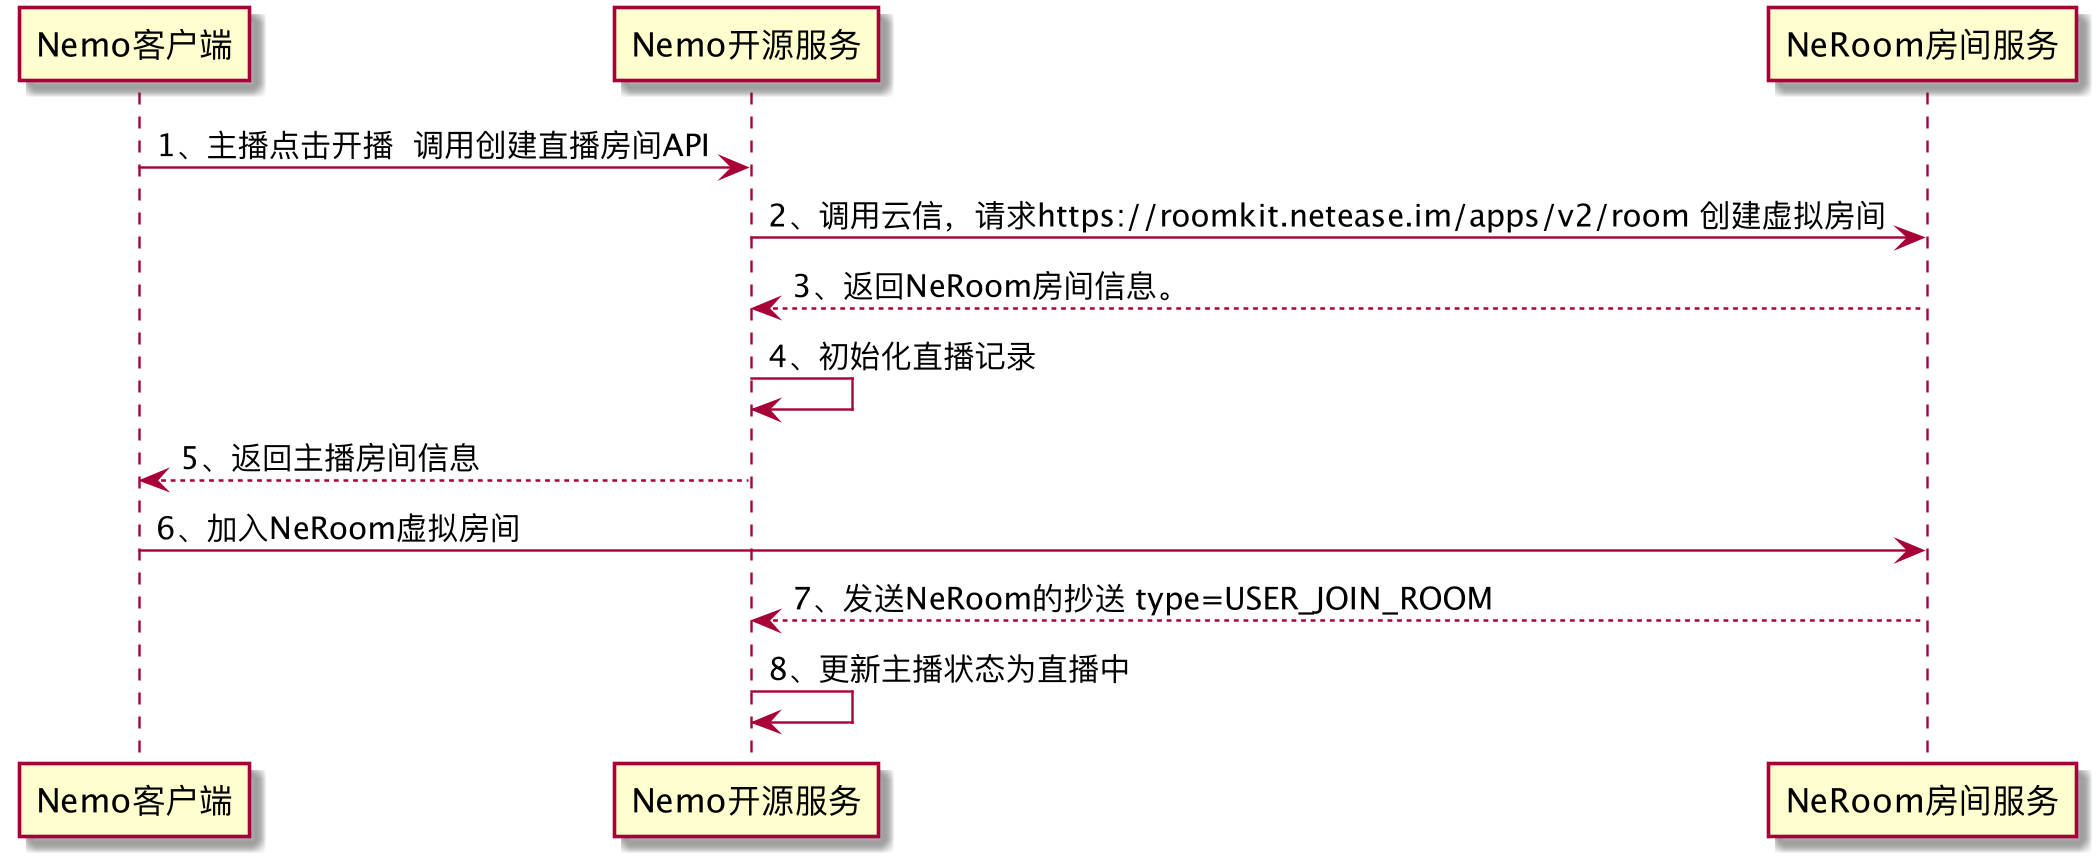 Nemo客户端
Nemo开源服务
NeRoom房间服务
1、主播点击开播  调用创建直播房间API
2、调用云信，请求https://roomkit.netease.im/apps/v2/room 创建虚拟房间
3、返回NeRoom房间信息。
4、初始化直播记录
5、返回主播房间信息
6、加入NeRoom虚拟房间
7、发送NeRoom的抄送 type=USER_JOIN_ROOM
8、更新主播状态为直播中
Nemo客户端
Nemo开源服务
NeRoom房间服务